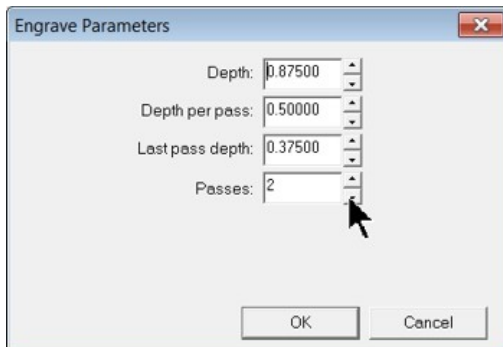 Engrave Parameters
Depth: 0.87500
Depth per pass: 0.50000
Last pass depth: 0.37500
Passes: 2
OK Cancel